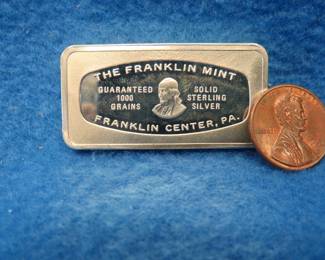 THE FRANKLIN MINT
GUARANTEED
1000
GRAINS
SOLID
STERLING
SILVER
FRANKLIN CENTER, PA.